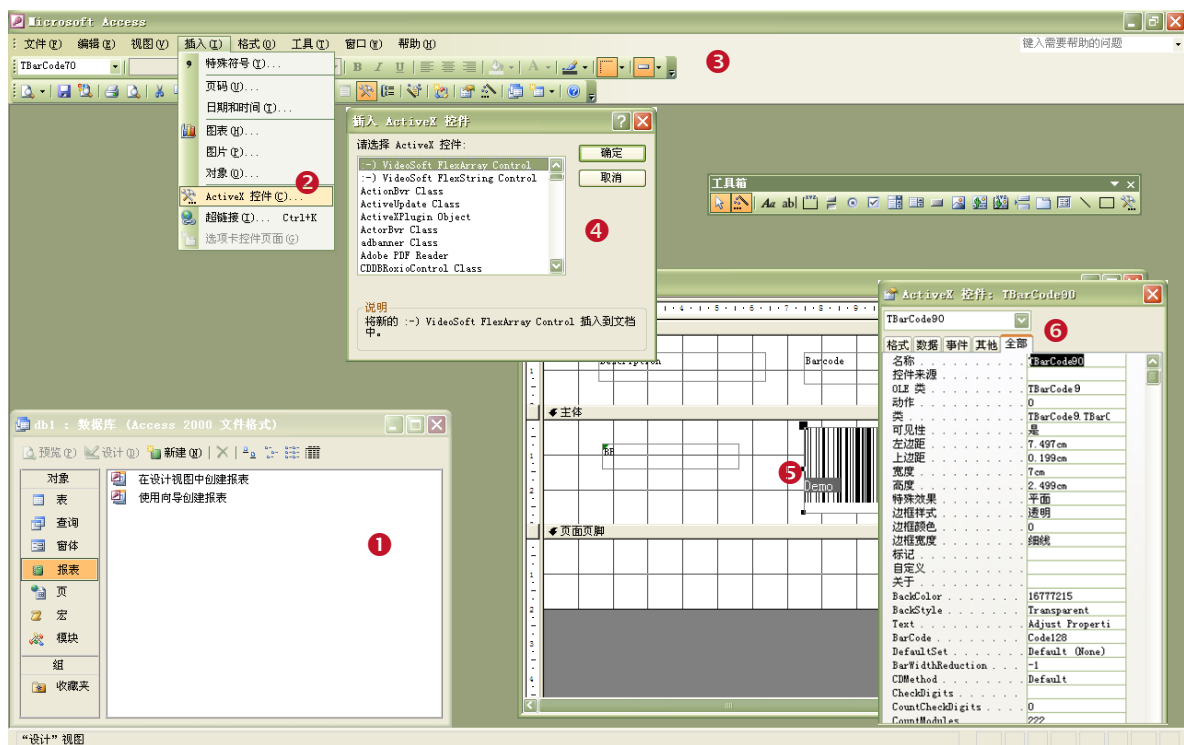 Microsoft Access
文件(F) 编辑(E) 视图(V) 插入(I) 格式(O) 工具(T) 窗口(W) 帮助(H) 键入需要帮助的问题
TBarCode70
B I U A
3
特殊符号(Y)...
页码(U)...
日期和时间(T)...
图表(H)...
图片(P)...
对象(O)...
2
ActiveX 控件(C)...
超链接(I)... Ctrl+K
选项卡控件页面(G)
插入 ActiveX 控件
请选择 ActiveX 控件:
确定
取消
:-) VideoSoft FlexArray Control
:-) VideoSoft FlexString Control
ActionBvr Class
ActiveUpdate Class
ActiveXPlugin Object
ActorBvr Class
adbanner Class
Adobe PDF Reader
CDDBRoxioControl Class
4
说明
将新的 :-) VideoSoft FlexArray Control 插入到文档
中。
工具箱
Aa ab|
Description Barcode
主体
Demo
5
页面页脚
db1 : 数据库 (Access 2000 文件格式)
预览(P) 设计(D) 新建(N)
对象
表
查询
窗体
报表
页
宏
模块
组
收藏夹
在设计视图中创建报表
使用向导创建报表
1
ActiveX 控件: TBarCode90
TBarCode90
6
格式 数据 事件 其他 全部
名称 TBarCode90
控件来源
OLE 类 TBarCode9
动作 0
类 TBarCode9.TBarC
可见性 是
左边距 7.497cm
上边距 0.199cm
宽度 7cm
高度 2.499cm
特殊效果 平面
边框样式 透明
边框颜色 0
边框宽度 细线
标记
自定义
关于
BackColor 16777215
BackStyle Transparent
Text Adjust Properti
BarCode Code128
DefaultSet Default (None)
BarWidthReduction -1
CDMethod Default
CheckDigits
CountCheckDigits 0
CountModules 222
“设计”视图